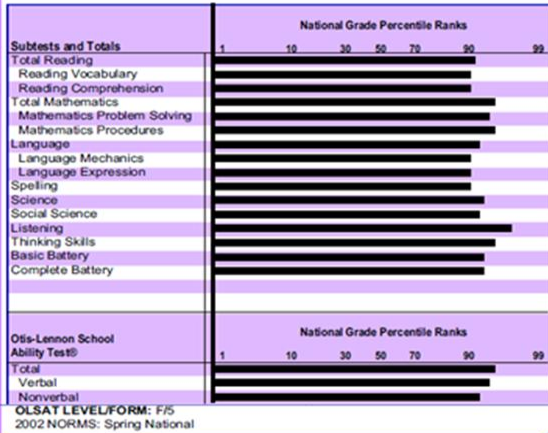 National Grade Percentile Ranks
Subtests and Totals 1 10 30 50 70 90 99
Total Reading
Reading Vocabulary
Reading Comprehension
Total Mathematics
Mathematics Problem Solving
Mathematics Procedures
Language
Language Mechanics
Language Expression
Spelling
Science
Social Science
Listening
Thinking Skills
Basic Battery
Complete Battery
National Grade Percentile Ranks
Otis-Lennon School
Ability Test® 1 10 30 50 70 90 99
Total
Verbal
Nonverbal
OLSAT LEVEL/FORM: F/5
2002 NORMS: Spring National